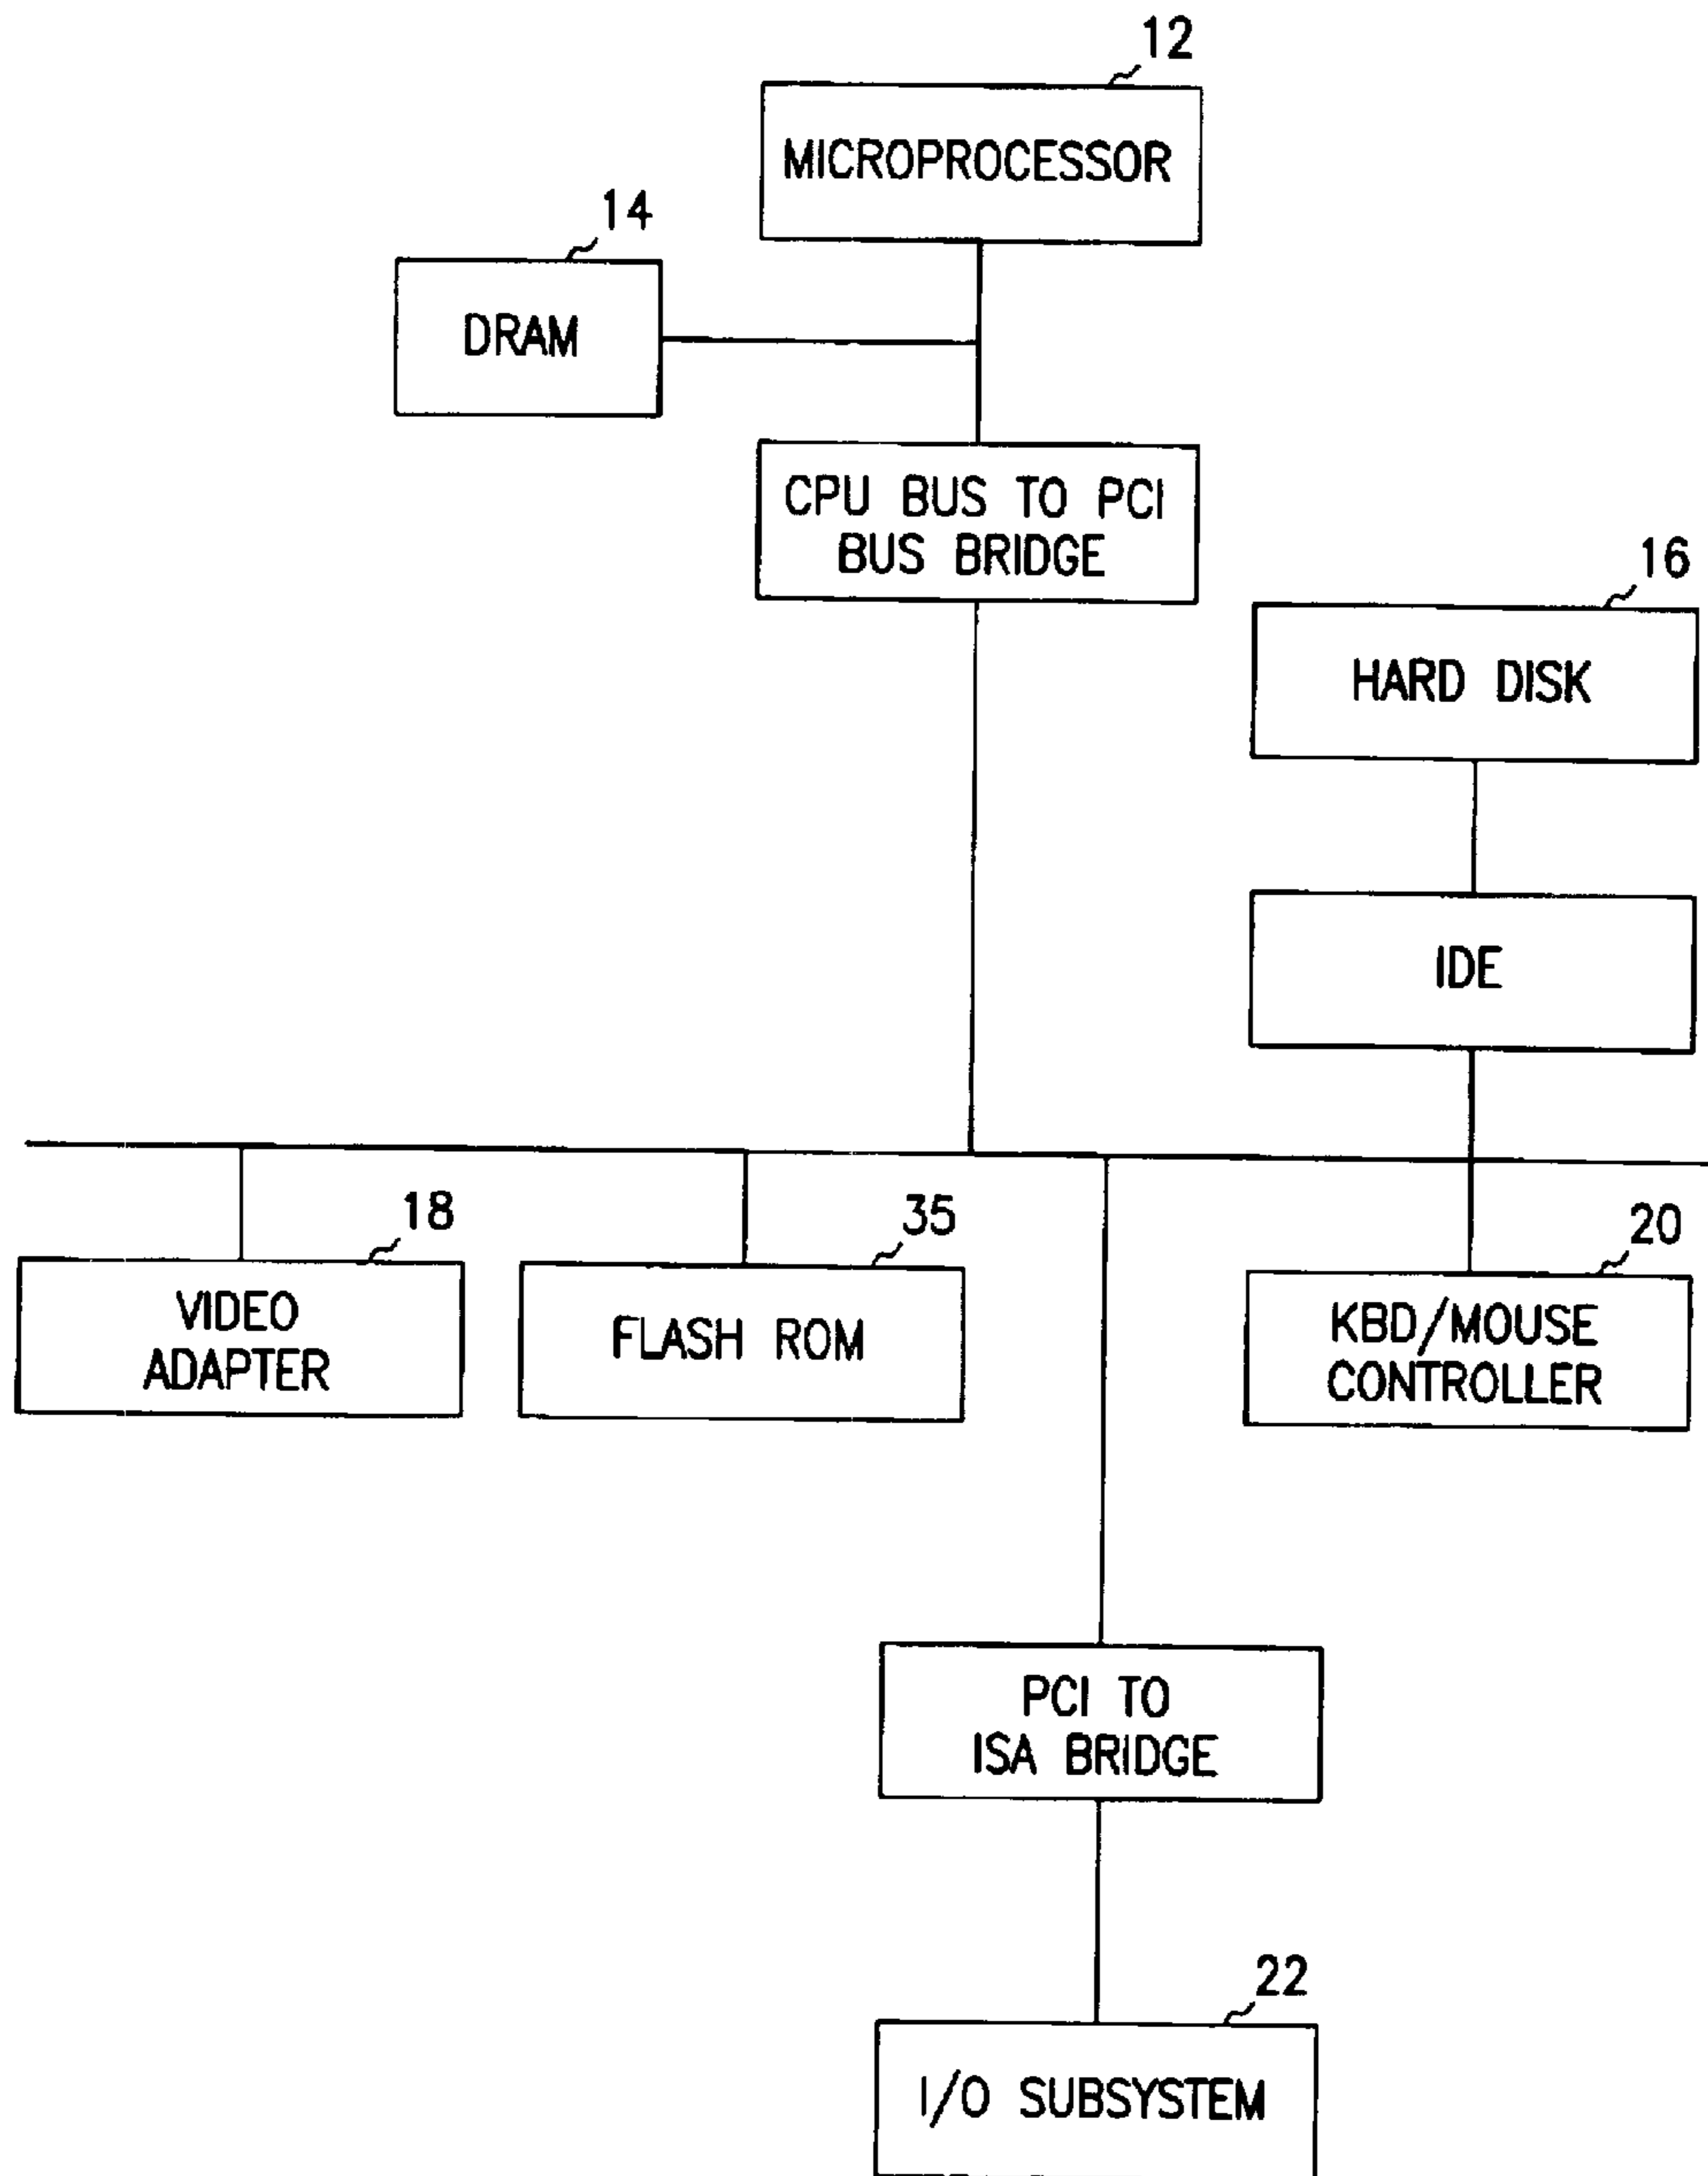 12
MICROPROCESSOR
14
DRAM
CPU BUS TO PCI
BUS BRIDGE
16
HARD DISK
IDE
18
VIDEO
ADAPTER
35
FLASH ROM
20
KBD/MOUSE
CONTROLLER
PCI TO
ISA BRIDGE
22
I/O SUBSYSTEM